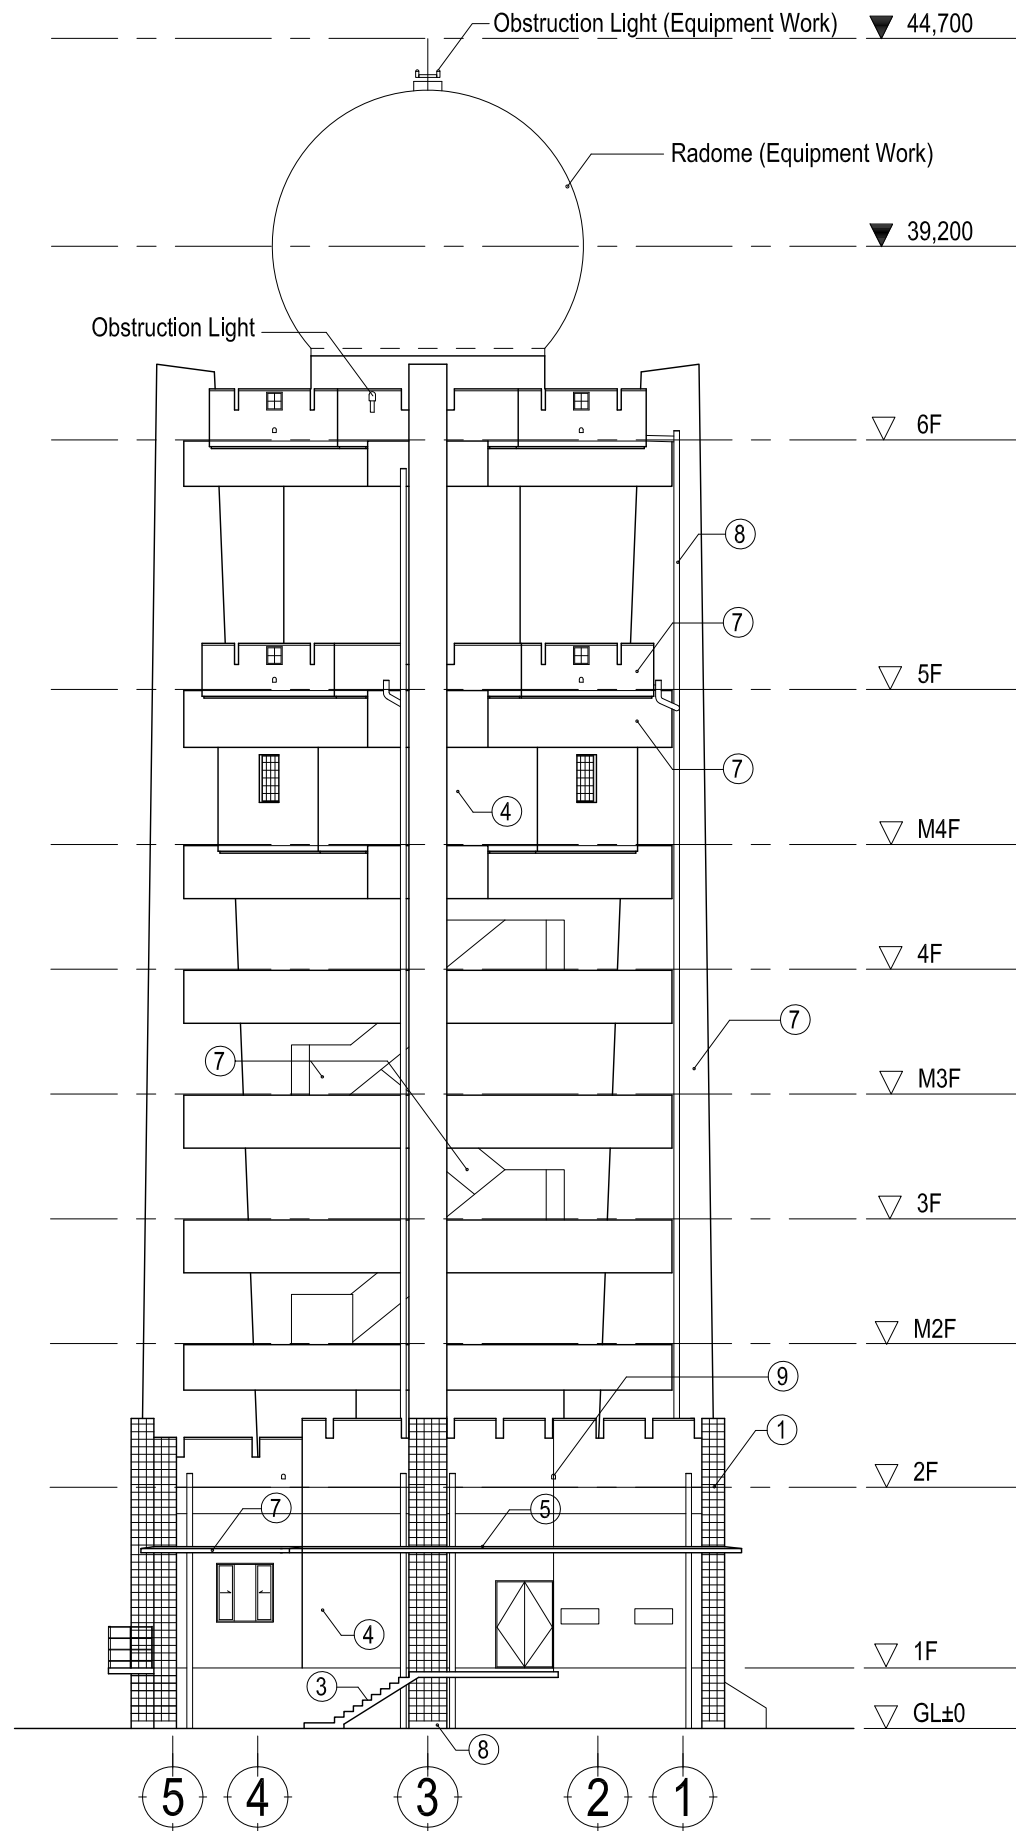 Obstruction Light (Equipment Work)
44,700
Radome (Equipment Work)
39,200
Obstruction Light
6F
8
7
5F
7
4
M4F
4F
7
7
M3F
3F
M2F
9
1
2F
7
5
4
1F
3
GL±0
8
5 4 3 2 1